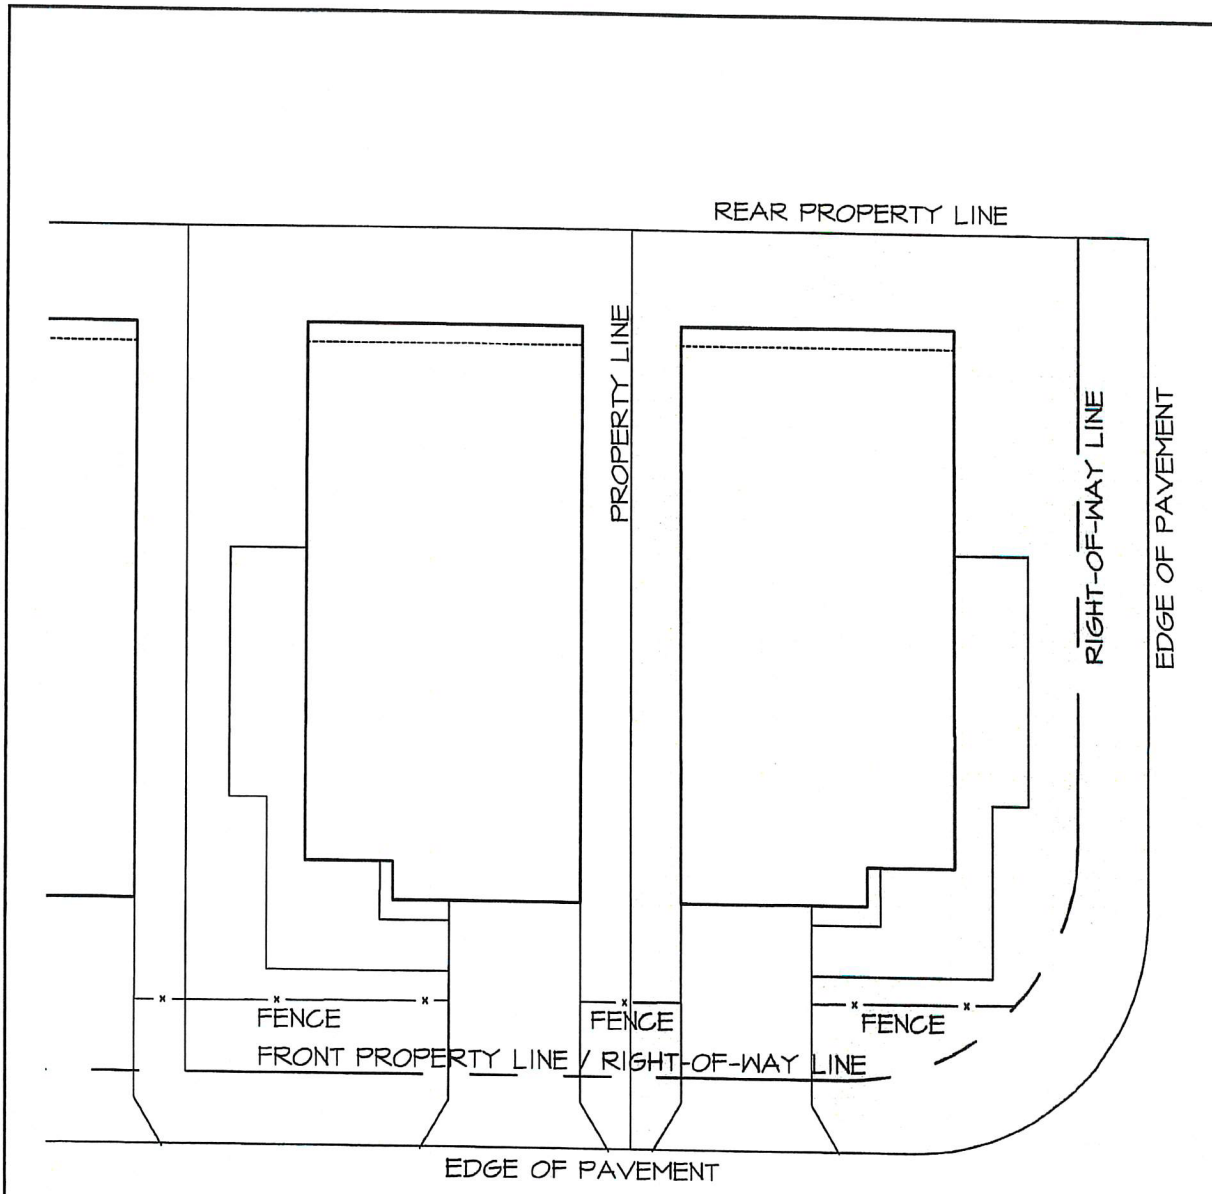 REAR PROPERTY LINE
PROPERTY LINE
RIGHT-OF-WAY LINE
EDGE OF PAVEMENT
FENCE
FENCE
FENCE
FRONT PROPERTY LINE / RIGHT-OF-WAY LINE
EDGE OF PAVEMENT